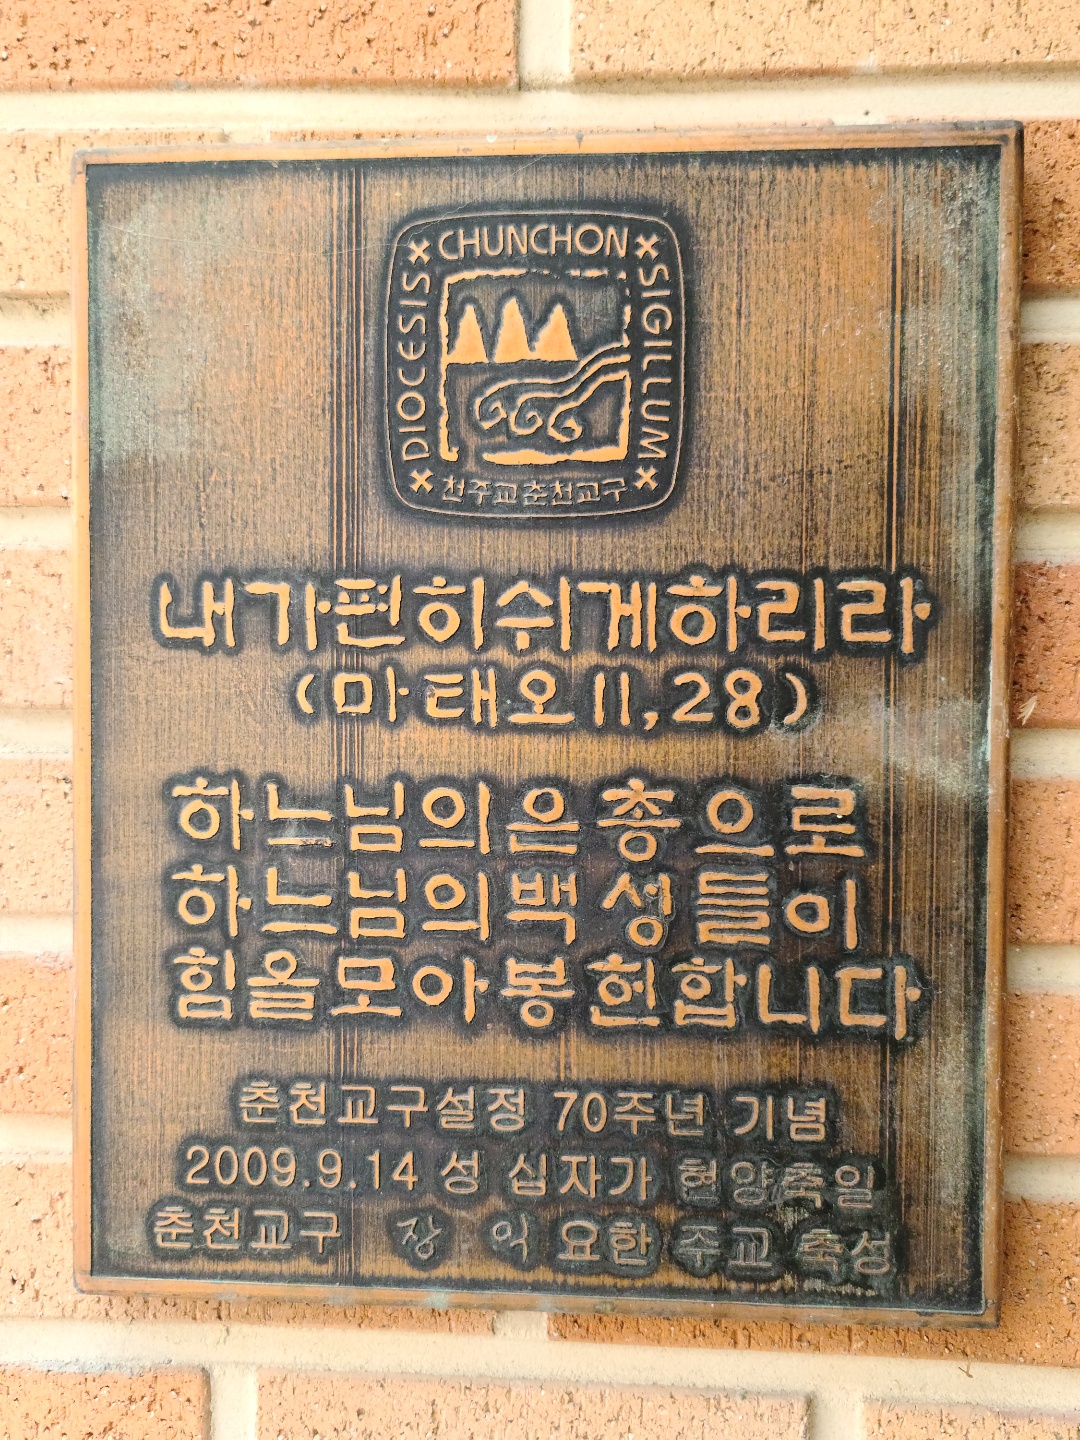 DIOCESIS CHUNCHON SIGILLUM
천주교춘천교구
내가편히쉬게하리라
(마태오11,28)
하느님의은총으로
하느님의백성들이
힘을모아봉헌합니다
춘천교구설정 70주년 기념
2009.9.14 성 십자가 현양축일
춘천교구 장 익 요한 주교 축성